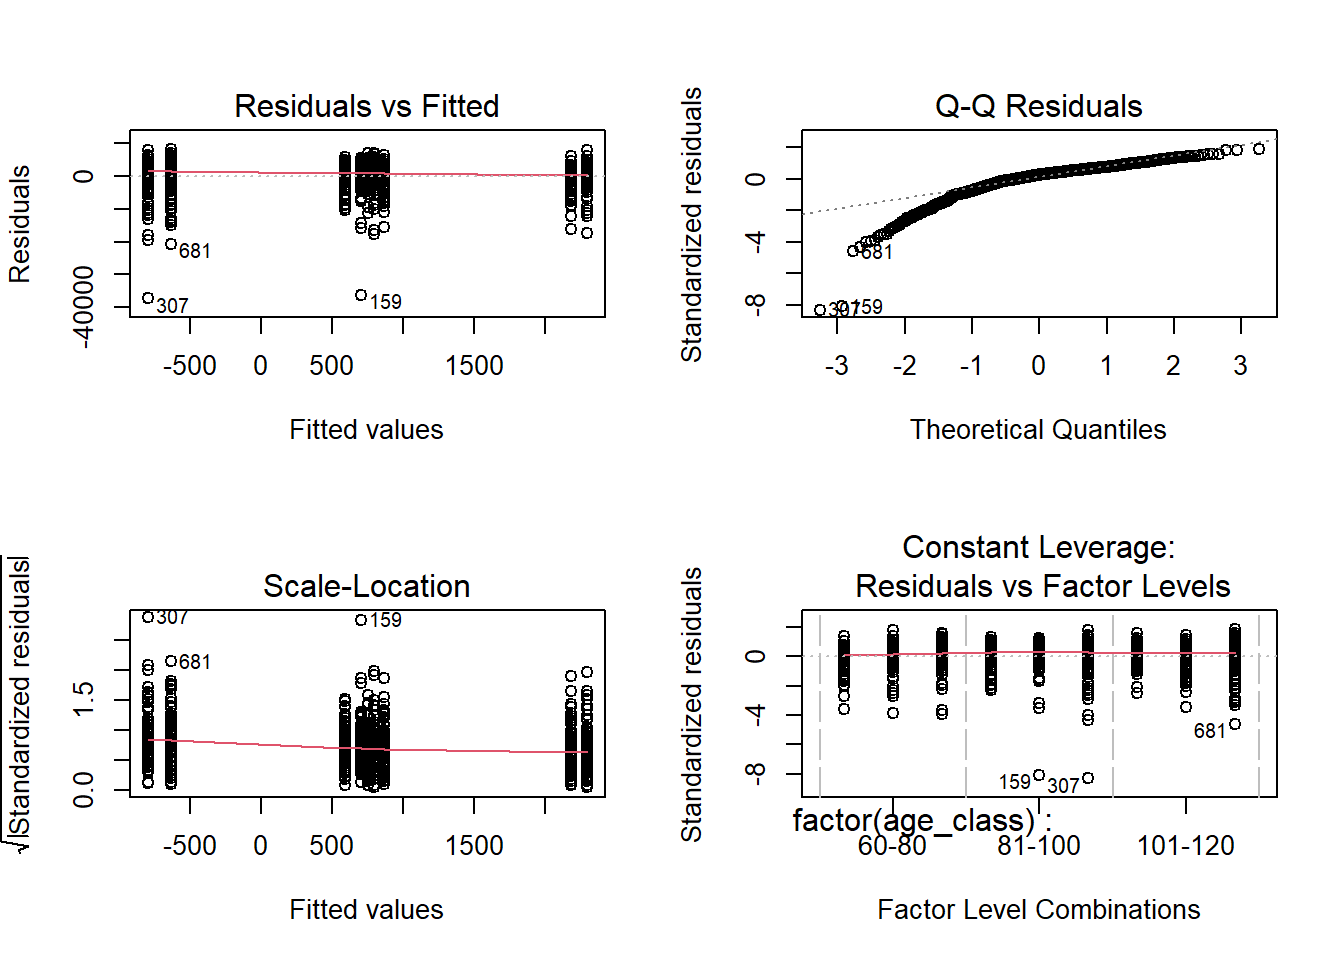 Residuals vs Fitted
Residuals
0
-40000
681
307
159
-500 0 500 1500
Fitted values
Q-Q Residuals
Standardized residuals
0
-4
-8
681
307
159
-3 -2 -1 0 1 2 3
Theoretical Quantiles
Scale-Location
√|Standardized residuals|
1.5
0.0
307
159
681
-500 0 500 1500
Fitted values
Constant Leverage:
Residuals vs Factor Levels
Standardized residuals
0
-4
-8
681
159
307
factor(age_class) :
60-80 81-100 101-120
Factor Level Combinations